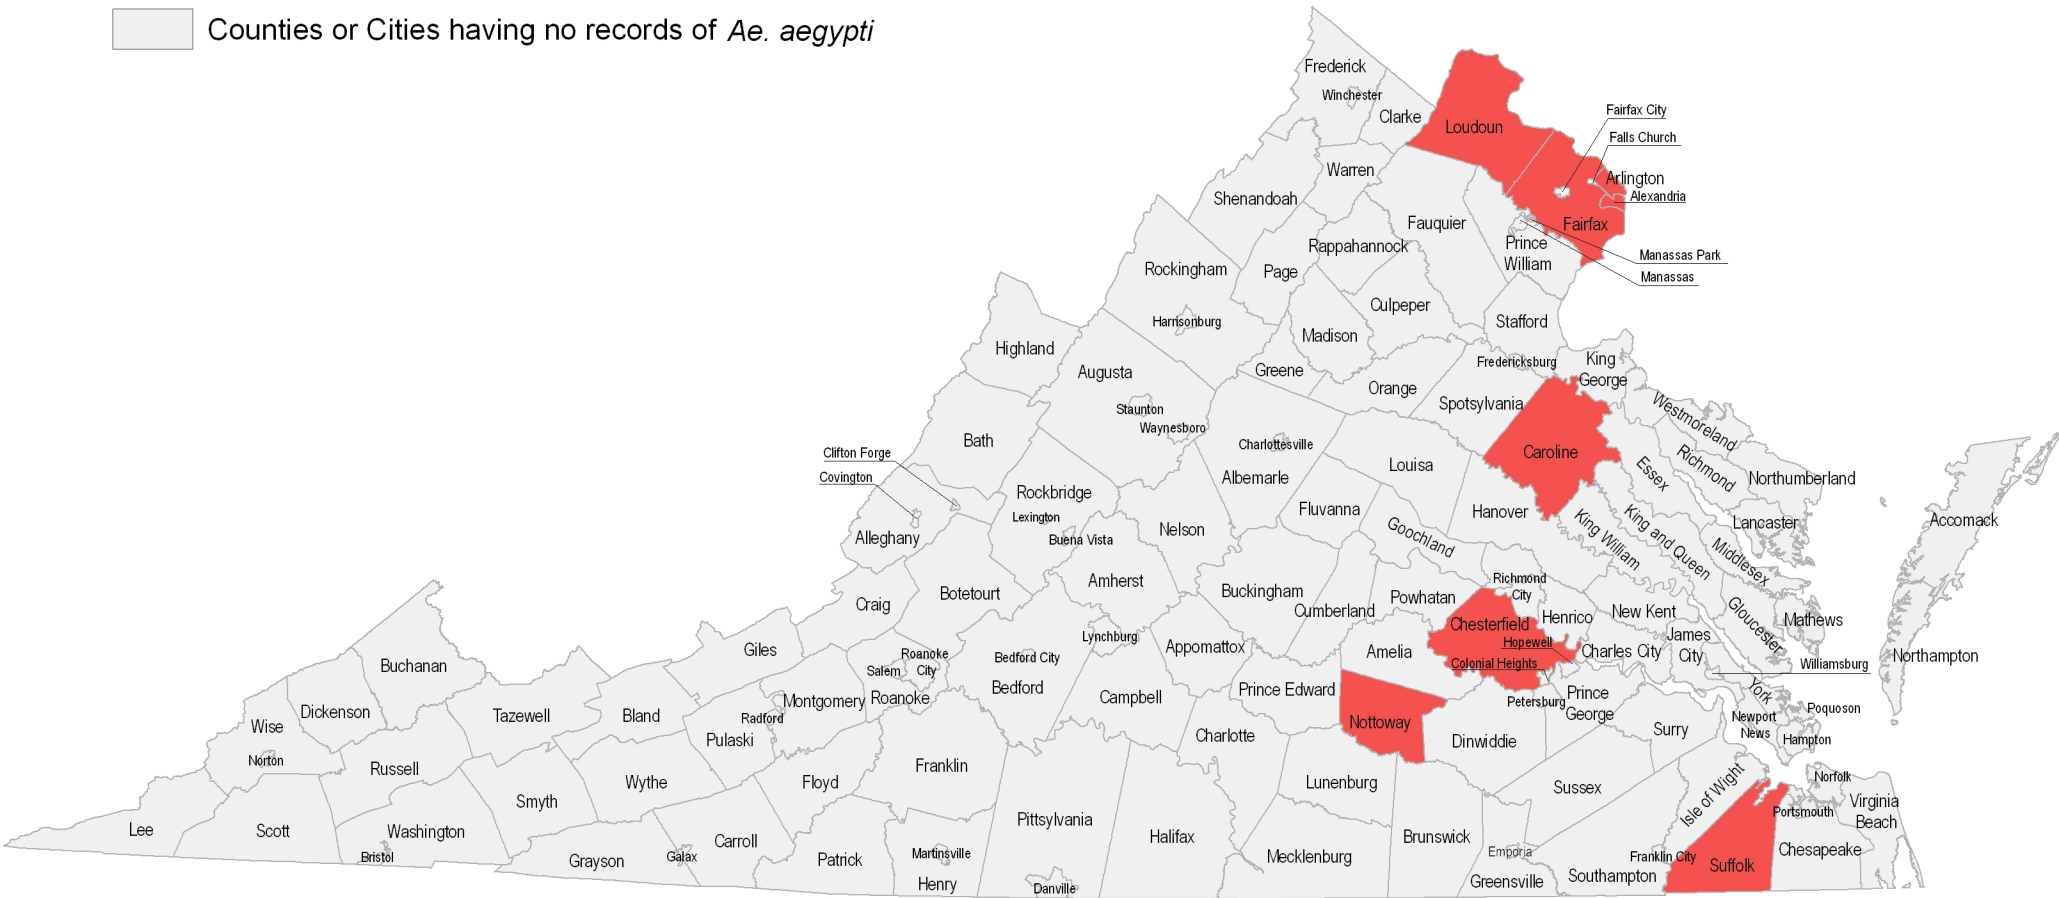 Counties or Cities having no records of Ae. aegypti
Frederick
Winchester
Clarke
Loudoun
Fairfax City
Falls Church
Arlington
Alexandria
Fairfax
Manassas Park
Manassas
Warren
Shenandoah
Fauquier
Rappahannock
Prince
William
Rockingham
Page
Culpeper
Harrisonburg
Madison
Stafford
Highland
Augusta
Greene
Orange
Fredericksburg
King
George
Spotsylvania
Staunton
Waynesboro
Westmoreland
Bath
Charlottesville
Albemarle
Louisa
Caroline
Essex
Richmond
Northumberland
Clifton Forge
Covington
Rockbridge
Lexington
Buena Vista
Alleghany
Nelson
Fluvanna
Goochland
Hanover
King William
King and Queen
Lancaster
Middlesex
Accomack
Craig
Botetourt
Amherst
Buckingham
Cumberland
Powhatan
Richmond
City
Henrico
New Kent
Gloucester
Mathews
Chesterfield
Hopewell
Colonial Heights
Charles City
James
City
Williamsburg
Northampton
Buchanan
Giles
Roanoke
City
Salem
Roanoke
Bedford City
Bedford
Lynchburg
Appomattox
Amelia
Prince Edward
Campbell
Petersburg
Prince
George
York
Poquoson
Newport
News
Hampton
Wise
Dickenson
Norton
Tazewell
Bland
Radford
Montgomery
Pulaski
Charlotte
Nottoway
Dinwiddie
Surry
Russell
Wythe
Floyd
Franklin
Lunenburg
Sussex
Isle of Wight
Norfolk
Portsmouth
Virginia
Beach
Lee
Scott
Washington
Bristol
Smyth
Grayson
Galax
Carroll
Patrick
Martinsville
Henry
Pittsylvania
Danville
Halifax
Mecklenburg
Brunswick
Emporia
Greensville
Southampton
Franklin City
Suffolk
Chesapeake